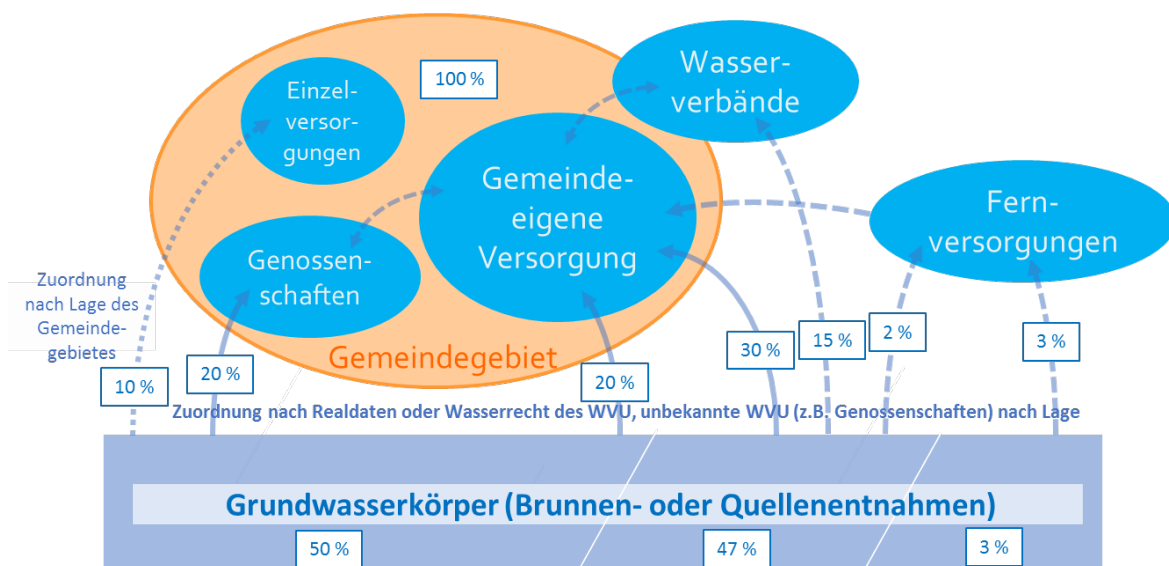 100 %
Einzel-
versor-
gungen
Wasser-
verbände
Gemeinde-
eigene
Versorgung
Fern-
versorgungen
Genossen-
schaften
Gemeindegebiet
Zuordnung
nach Lage des
Gemeinde-
gebietes
10 %
20 %
20 %
30 %
15 %
2 %
3 %
Zuordnung nach Realdaten oder Wasserrecht des WVU, unbekannte WVU (z.B. Genossenschaften) nach Lage
Grundwasserkörper (Brunnen- oder Quellenentnahmen)
50 %
47 %
3 %